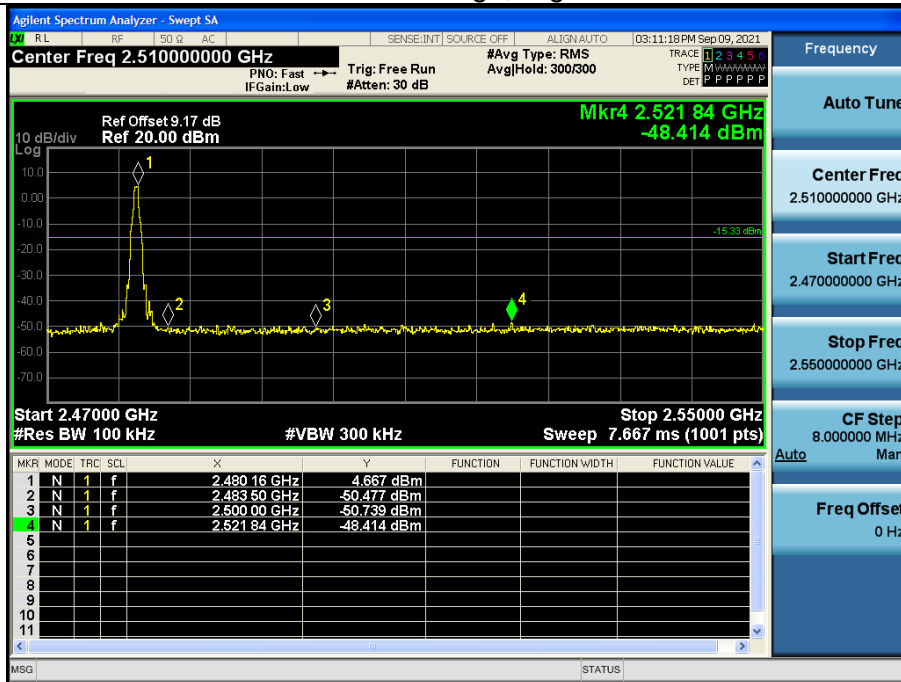 Agilent Spectrum Analyzer - Swept SA
LXI RL RF 50 Ω AC SENSE:INT SOURCE OFF ALIGN AUTO 03:11:18 PM Sep 09, 2021
Center Freq 2.510000000 GHz #Avg Type: RMS TRACE 1 2 3 4 5 6
PNO: Fast Trig: Free Run Avg|Hold: 300/300 TYPE M WWWWW
IFGain:Low #Atten: 30 dB DET P P P P P P
Mkr4 2.521 84 GHz
-48.414 dBm
Ref Offset 9.17 dB
10 dB/div Ref 20.00 dBm
Log
10.0
0.00
-10.0
-20.0
-30.0
-40.0
-50.0
-60.0
-70.0
1
2
3
4
-15.33 dBm
Start 2.47000 GHz Stop 2.55000 GHz
#Res BW 100 kHz #VBW 300 kHz Sweep 7.667 ms (1001 pts)
MKR MODE TRC SCL X Y FUNCTION FUNCTION WIDTH FUNCTION VALUE
1 N 1 f 2.480 16 GHz 4.667 dBm
2 N 1 f 2.483 50 GHz -50.477 dBm
3 N 1 f 2.500 00 GHz -50.739 dBm
4 N 1 f 2.521 84 GHz -48.414 dBm
5
6
7
8
9
10
11
MSG STATUS
Frequency
Auto Tune
Center Freq
2.510000000 GHz
Start Freq
2.470000000 GHz
Stop Freq
2.550000000 GHz
CF Step
8.000000 MHz
Auto Man
Freq Offset
0 Hz